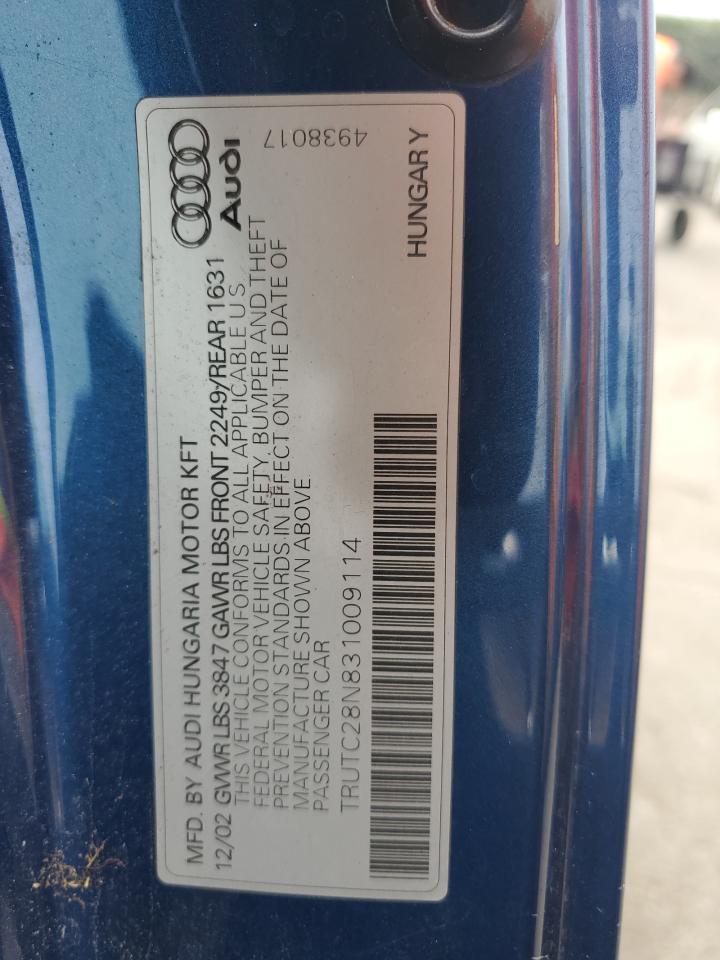 MFD. BY AUDI HUNGARIA MOTOR KFT
12/02 GVWR LBS 3847 GAWR LBS FRONT 2249/REAR 1631
THIS VEHICLE CONFORMS TO ALL APPLICABLE U S
FEDERAL MOTOR VEHICLE SAFETY, BUMPER AND THEFT
PREVENTION STANDARDS IN EFFECT ON THE DATE OF
MANUFACTURE SHOWN ABOVE
PASSENGER CAR
TRUTC28N831009114
Audi
4938017
HUNGARY